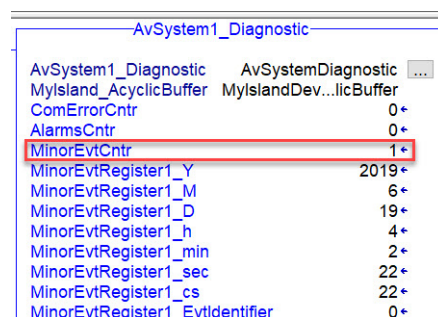 AvSystem1_Diagnostic
AvSystem1_Diagnostic AvSystemDiagnostic ...
MyIsland_AcyclicBuffer MyIslandDev...licBuffer
ComErrorCntr 0
AlarmsCntr 0
MinorEvtCntr 1
MinorEvtRegister1_Y 2019
MinorEvtRegister1_M 6
MinorEvtRegister1_D 19
MinorEvtRegister1_h 4
MinorEvtRegister1_min 2
MinorEvtRegister1_sec 22
MinorEvtRegister1_cs 22
MinorEvtRegister1_EvtIdentifier 0